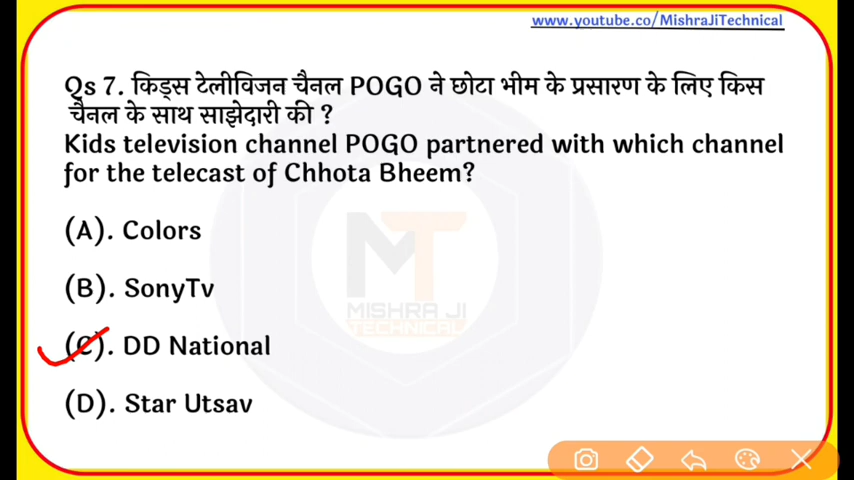 www.youtube.co/MishraJiTechnical
Qs 7. किड्स टेलीविजन चैनल POGO ने छोटा भीम के प्रसारण के लिए किस
चैनल के साथ साझेदारी की ?
Kids television channel POGO partnered with which channel
for the telecast of Chhota Bheem?
(A). Colors
(B). SonyTv
(C). DD National
(D). Star Utsav
MT
MISHRA JI
TECHNICAL